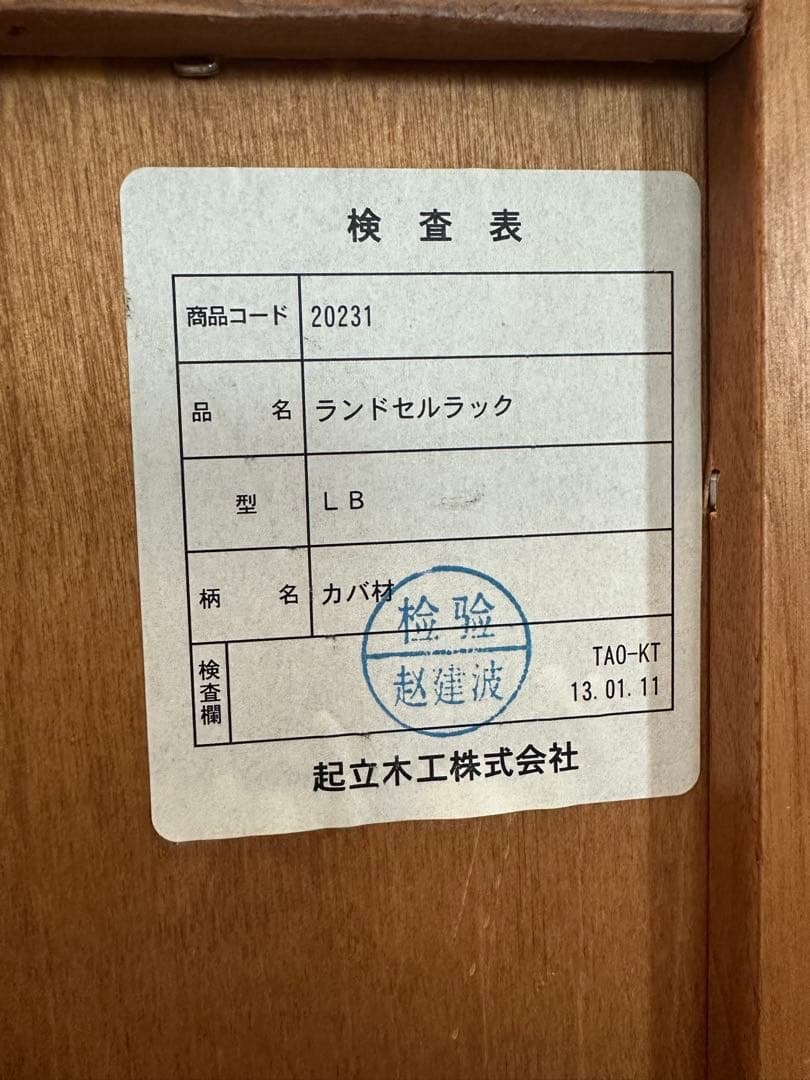 検査表
商品コード 20231
品名 ランドセルラック
型 LB
柄名 カバ材
检验
赵建波
検査欄 TAO-KT
13.01.11
起立木工株式会社